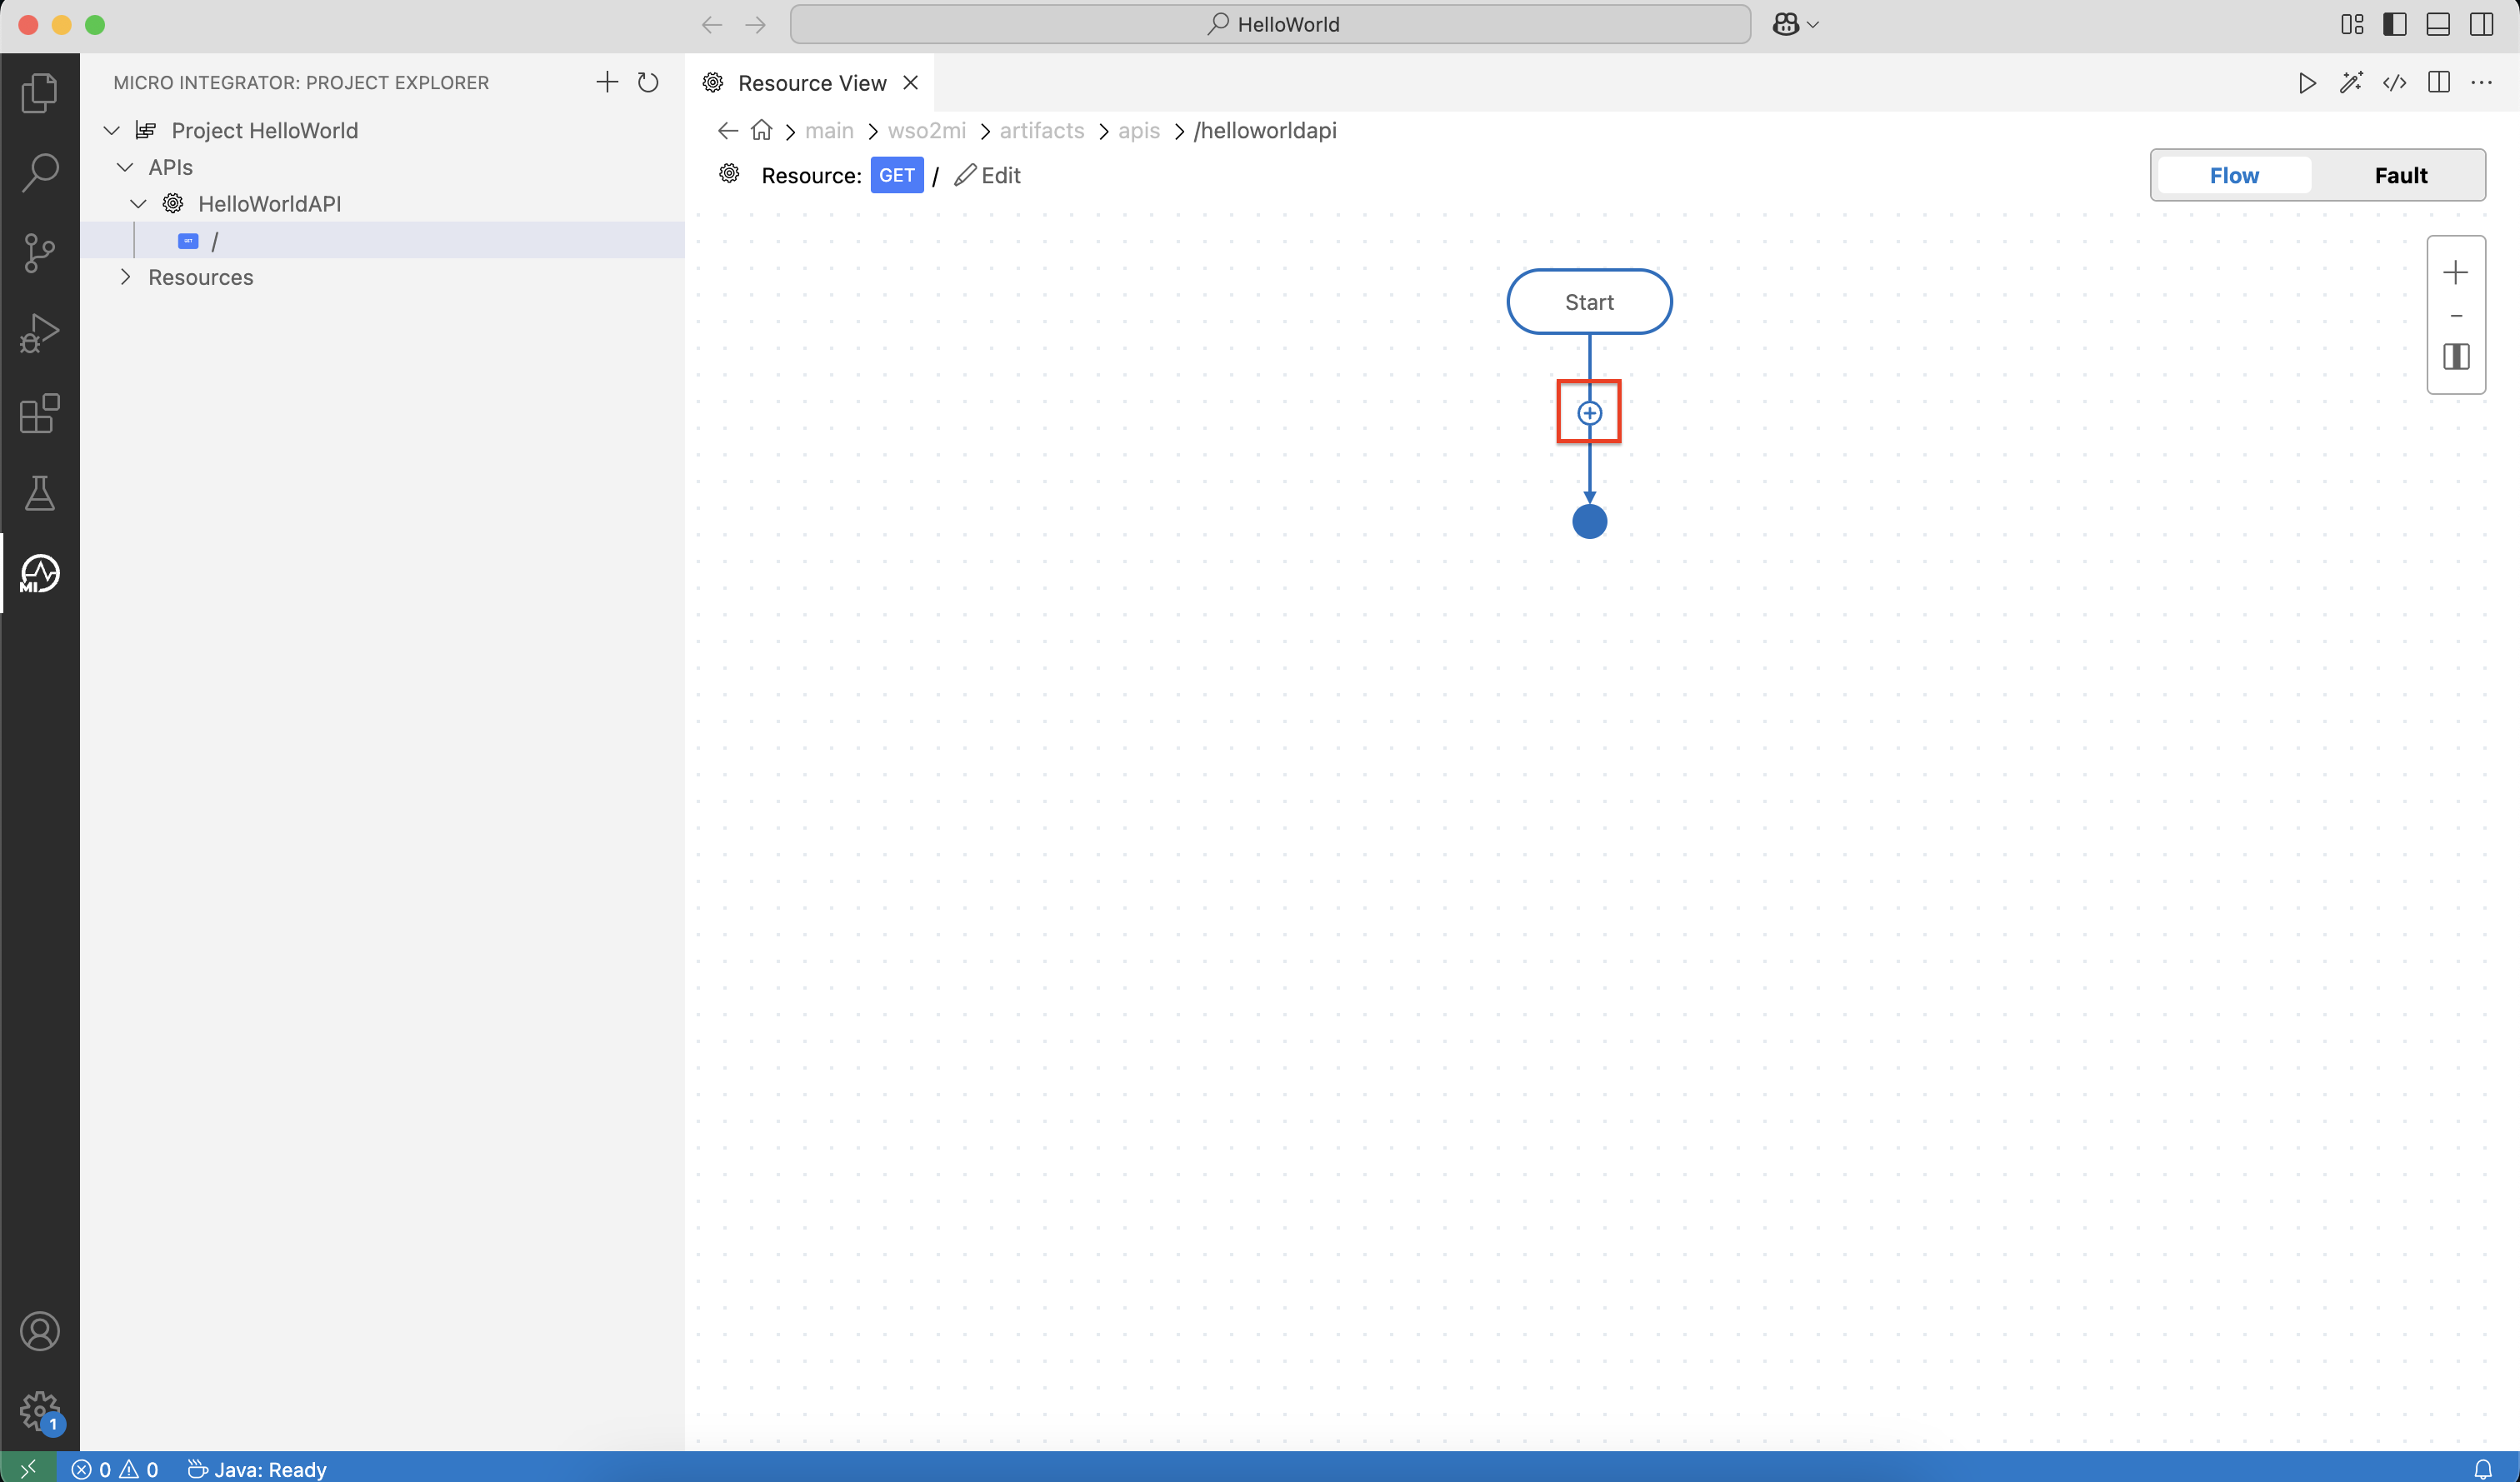 HelloWorld
MICRO INTEGRATOR: PROJECT EXPLORER
Resource View
Project HelloWorld
main
wso2mi
artifacts
apis
/helloworldapi
APIs
Resource: GET / Edit
Flow
Fault
HelloWorldAPI
GET /
Resources
Start
MI
1
0 0 Java: Ready